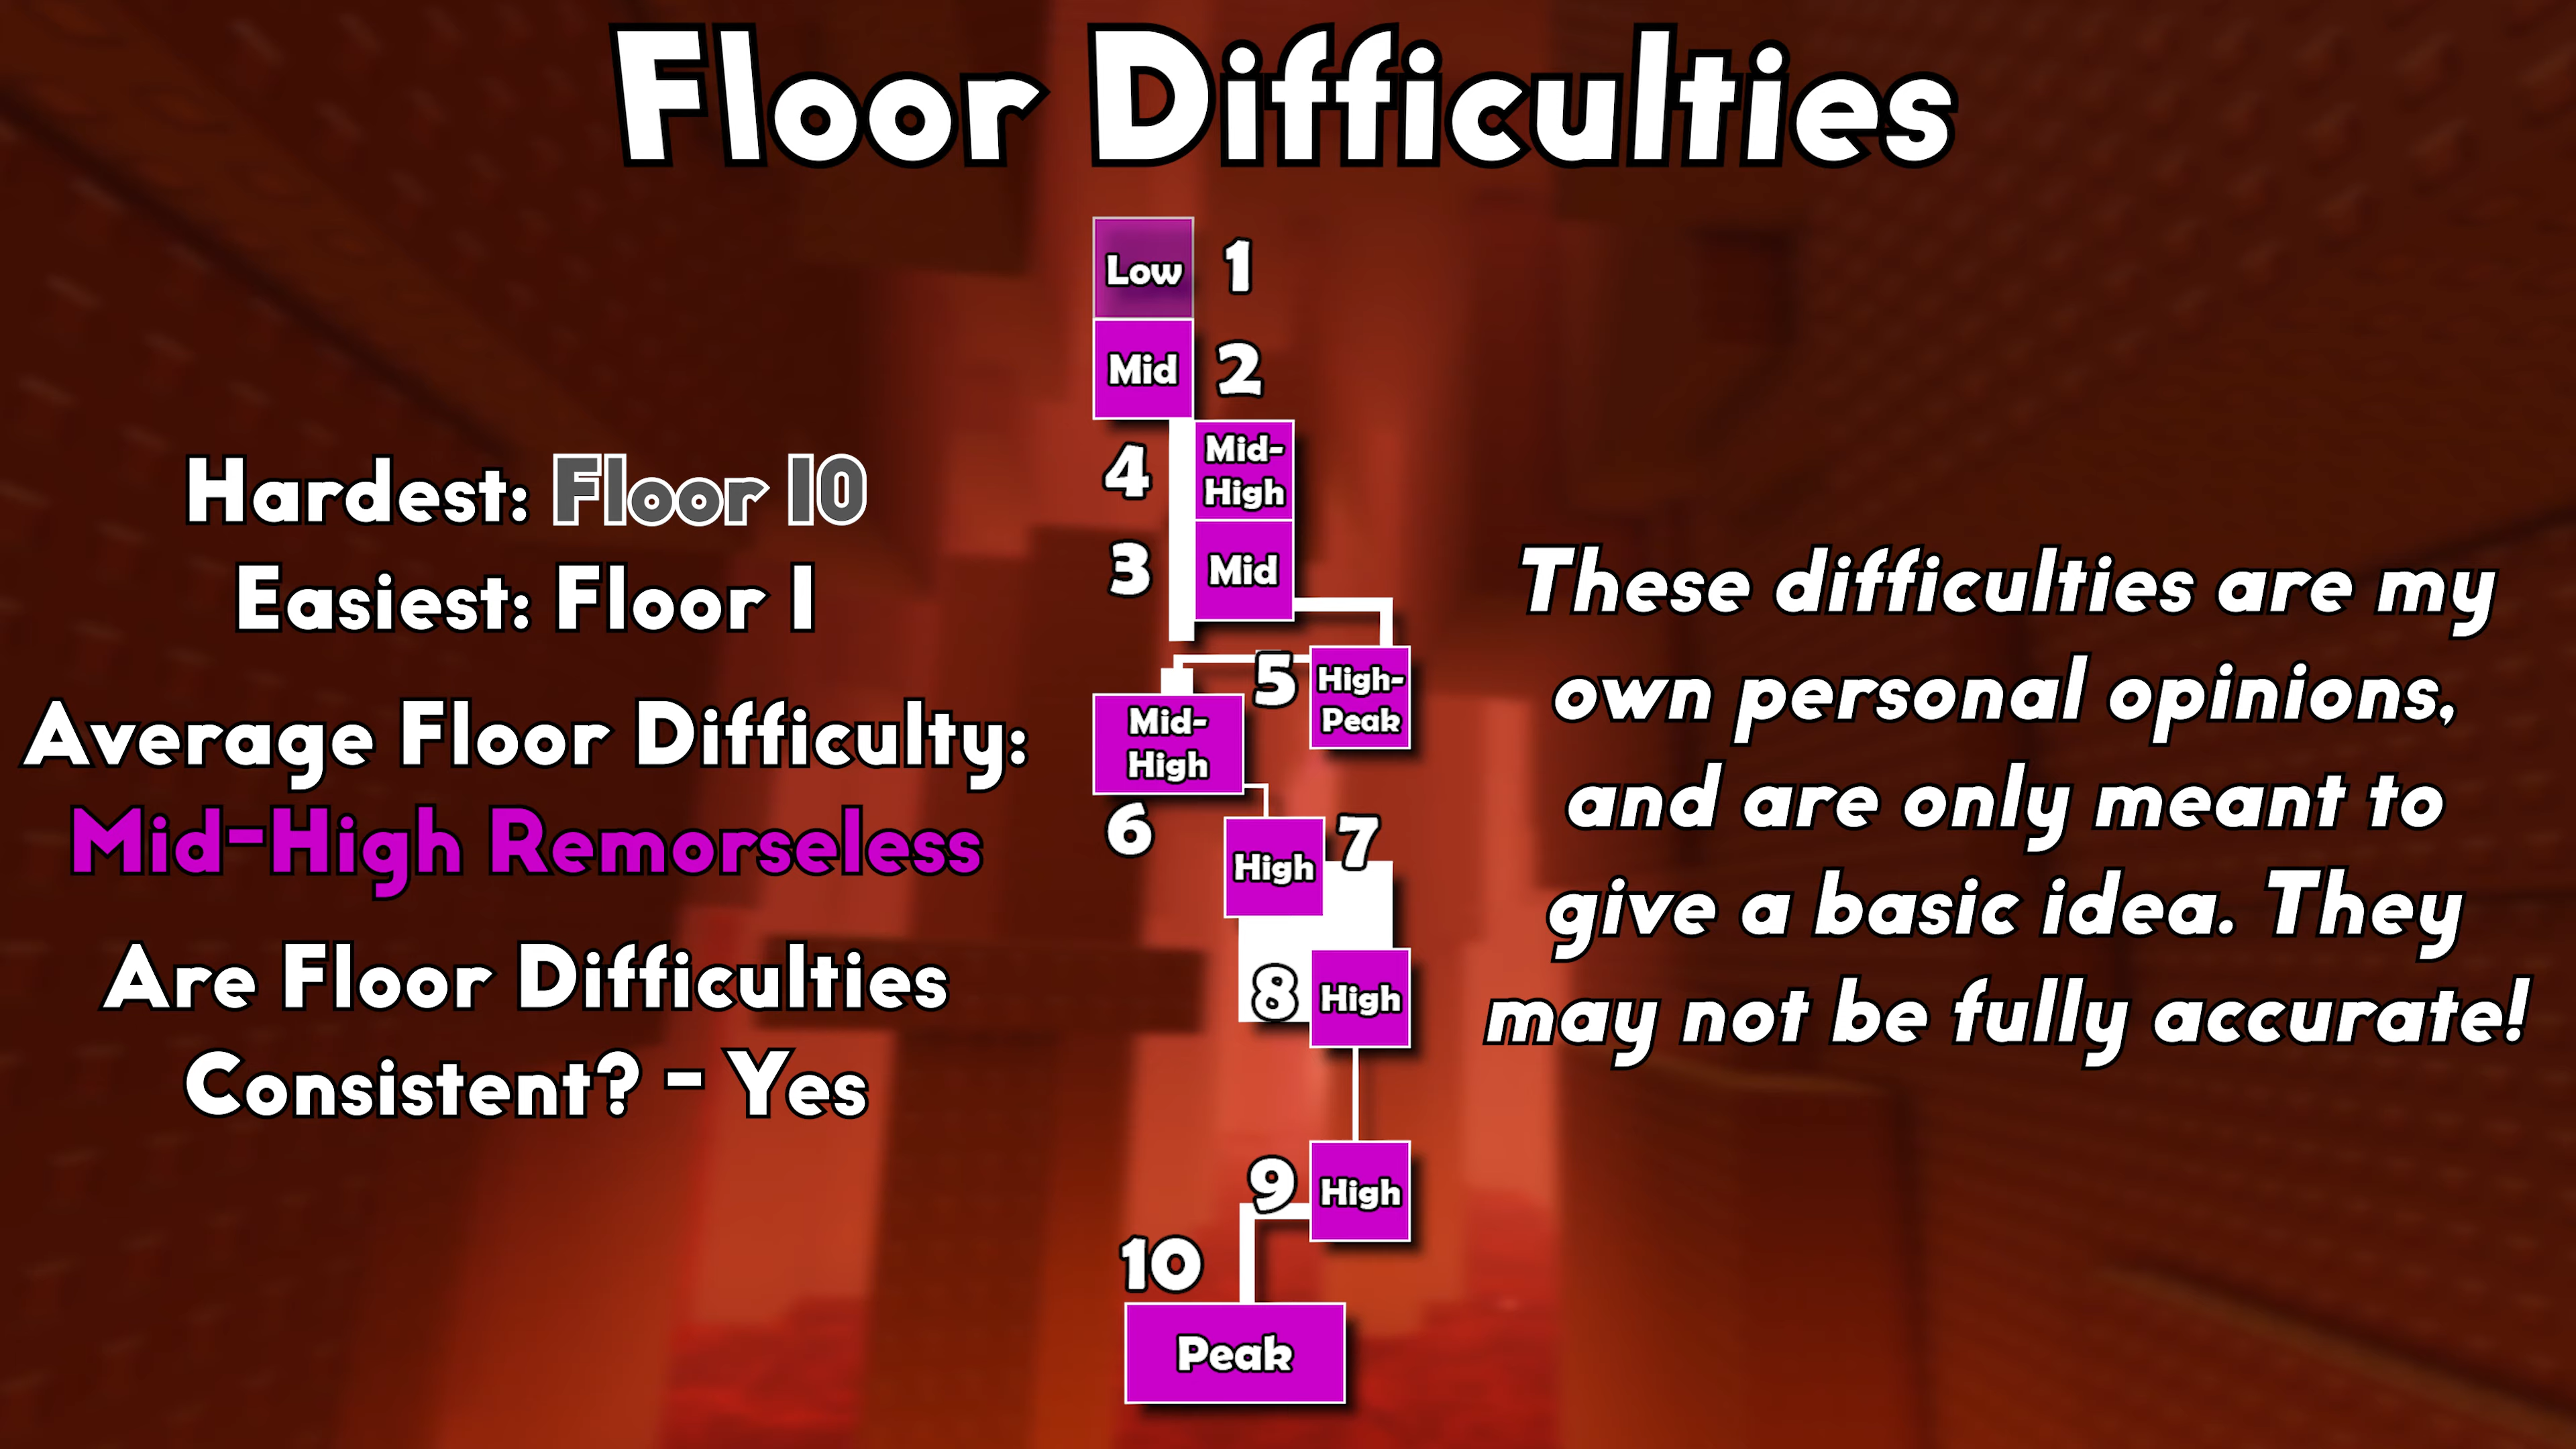 Floor Difficulties
Low 1
Mid 2
4 Mid-
High
3 Mid
5 High-
Peak
Mid-
High
6
High 7
8 High
9 High
10
Peak
Hardest: Floor 10
Easiest: Floor 1
Average Floor Difficulty:
Mid-High Remorseless
Are Floor Difficulties
Consistent? - Yes
These difficulties are my
own personal opinions,
and are only meant to
give a basic idea. They
may not be fully accurate!